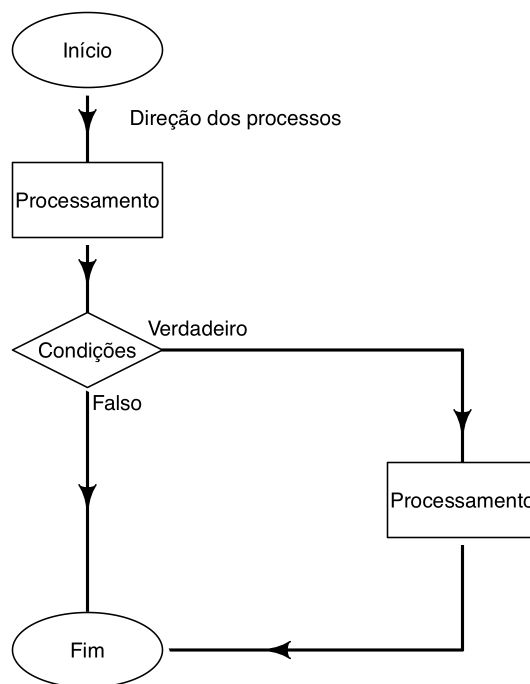 Início
Direção dos processos
Processamento
Verdadeiro
Condições
Falso
Processamento
Fim